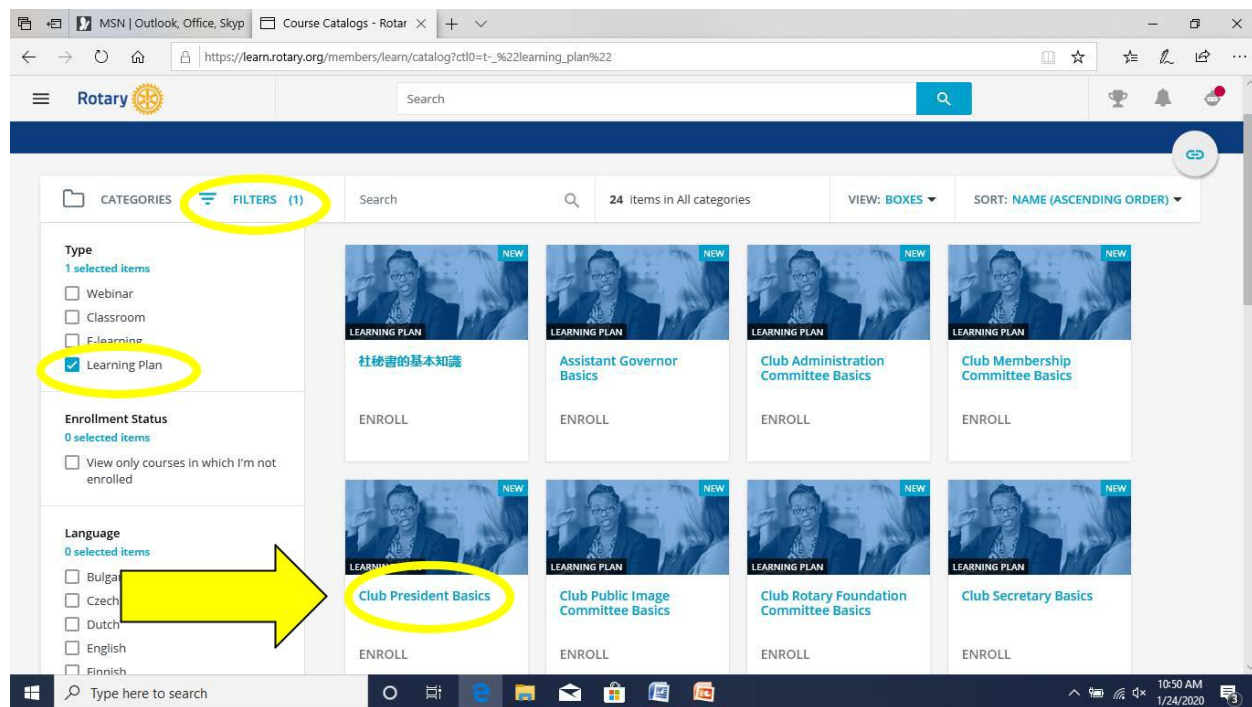 MSN | Outlook, Office, Skyp
Course Catalogs - Rotar
https://learn.rotary.org/members/learn/catalog?ctl0=t-_%22learning_plan%22
Rotary
Search
CATEGORIES
FILTERS (1)
Search
24 items in All categories
VIEW: BOXES
SORT: NAME (ASCENDING ORDER)
Type
1 selected items
Webinar
Classroom
E-learning
Learning Plan
Enrollment Status
0 selected items
View only courses in which I'm not
enrolled
Language
0 selected items
Bulgar
Czech
Dutch
English
Finnish
NEW
LEARNING PLAN
社秘書的基本知識
ENROLL
NEW
LEARNING PLAN
Assistant Governor
Basics
ENROLL
NEW
LEARNING PLAN
Club Administration
Committee Basics
ENROLL
NEW
LEARNING PLAN
Club Membership
Committee Basics
ENROLL
NEW
LEARNING PLAN
Club President Basics
ENROLL
NEW
LEARNING PLAN
Club Public Image
Committee Basics
ENROLL
NEW
LEARNING PLAN
Club Rotary Foundation
Committee Basics
ENROLL
NEW
LEARNING PLAN
Club Secretary Basics
ENROLL
Type here to search
10:50 AM
1/24/2020
3